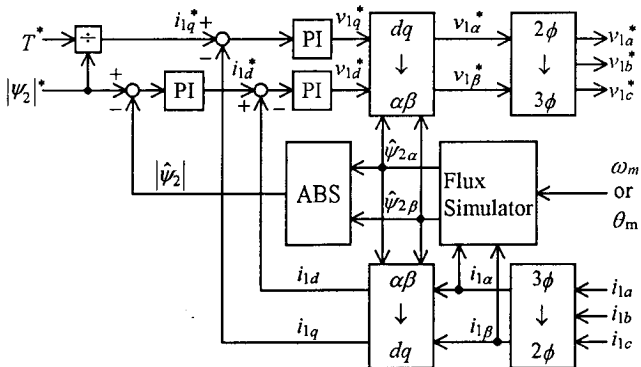 T* ÷ i1q* + − PI v1q* dq v1α* 2ϕ v1a*
|ψ2|* + − PI i1d* + − PI v1d* ↓ αβ v1β* ↓ 3ϕ v1b* v1c*
|ψ̂2| ABS ψ̂2α ψ̂2β Flux Simulator ωm or θm
i1d αβ i1α 3ϕ i1a
↓ ↓ i1b
i1q dq i1β 2ϕ i1c